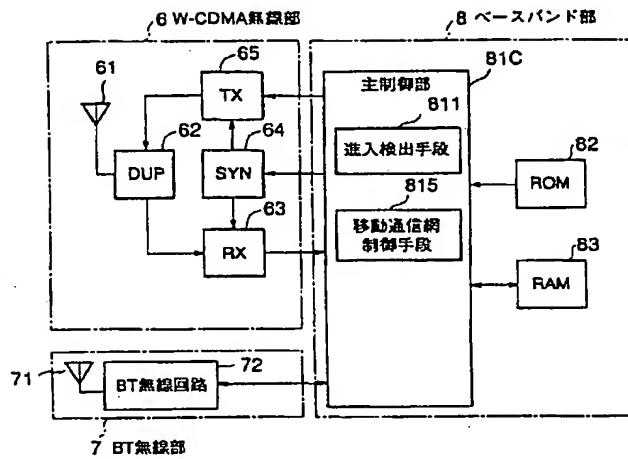 6 W-CDMA無線部
8 ベースバンド部
61
65
TX
81C
主制御部
62
64
811
進入検出手段
82
DUP
SYN
ROM
63
815
移動通信網
制御手段
83
RX
RAM
71
72
BT無線回路
7 BT無線部